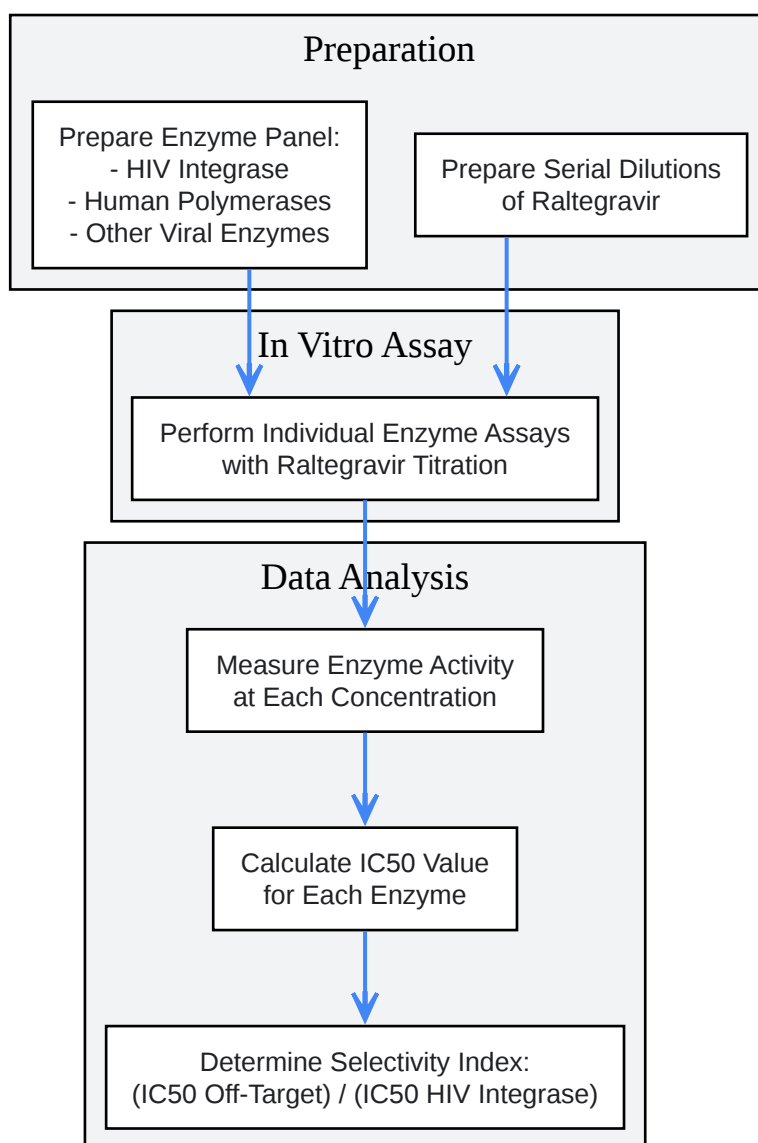 Preparation
Prepare Enzyme Panel:
- HIV Integrase
- Human Polymerases
- Other Viral Enzymes
Prepare Serial Dilutions
of Raltegravir
In Vitro Assay
Perform Individual Enzyme Assays
with Raltegravir Titration
Data Analysis
Measure Enzyme Activity
at Each Concentration
Calculate IC50 Value
for Each Enzyme
Determine Selectivity Index:
(IC50 Off-Target) / (IC50 HIV Integrase)